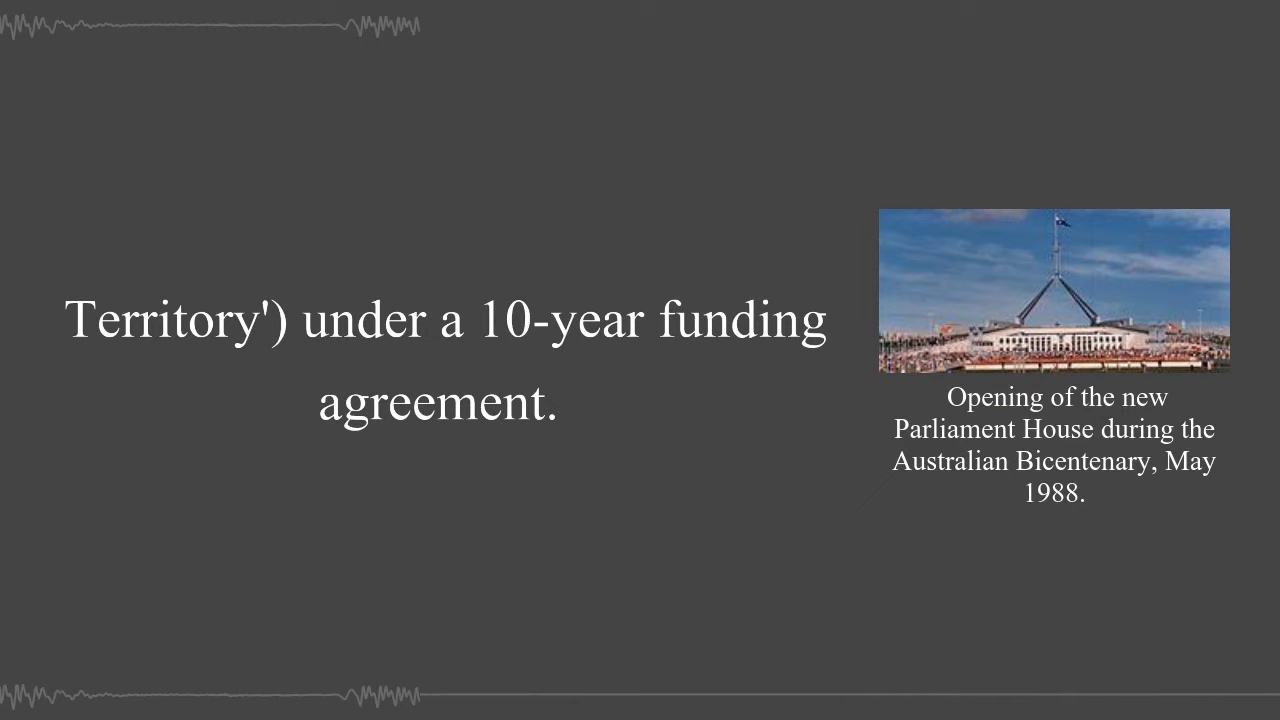 Territory') under a 10-year funding
agreement.
Opening of the new
Parliament House during the
Australian Bicentenary, May
1988.